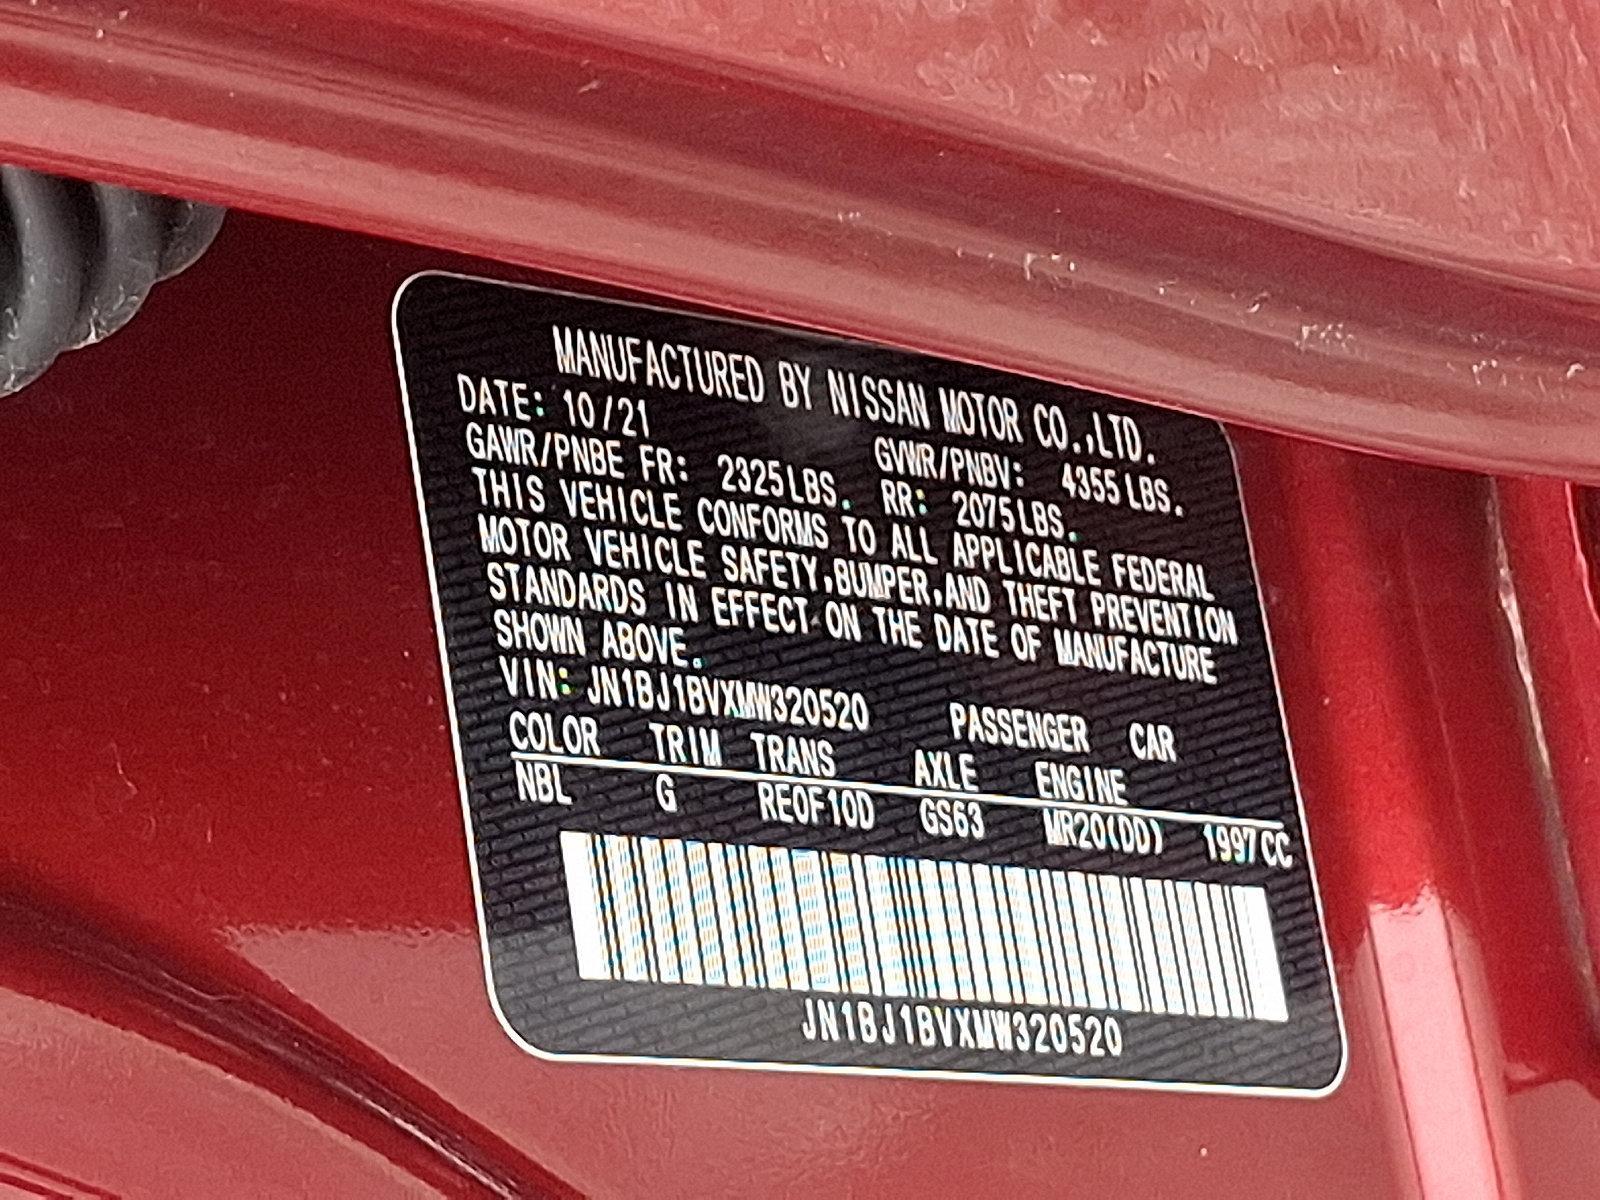 MANUFACTURED BY NISSAN MOTOR CO.,LTD.
DATE: 10/21 GVWR/PNBV: 4355 LBS.
GAWR/PNBE FR: 2325LBS. RR: 2075LBS.
THIS VEHICLE CONFORMS TO ALL APPLICABLE FEDERAL
MOTOR VEHICLE SAFETY,BUMPER,AND THEFT PREVENTION
STANDARDS IN EFFECT ON THE DATE OF MANUFACTURE
SHOWN ABOVE.
VIN: JN1BJ1BVXMW320520 PASSENGER CAR
COLOR TRIM TRANS AXLE ENGINE
NBL G RE0F10D GS63 MR20(DD) 1997CC
JN1BJ1BVXMW320520